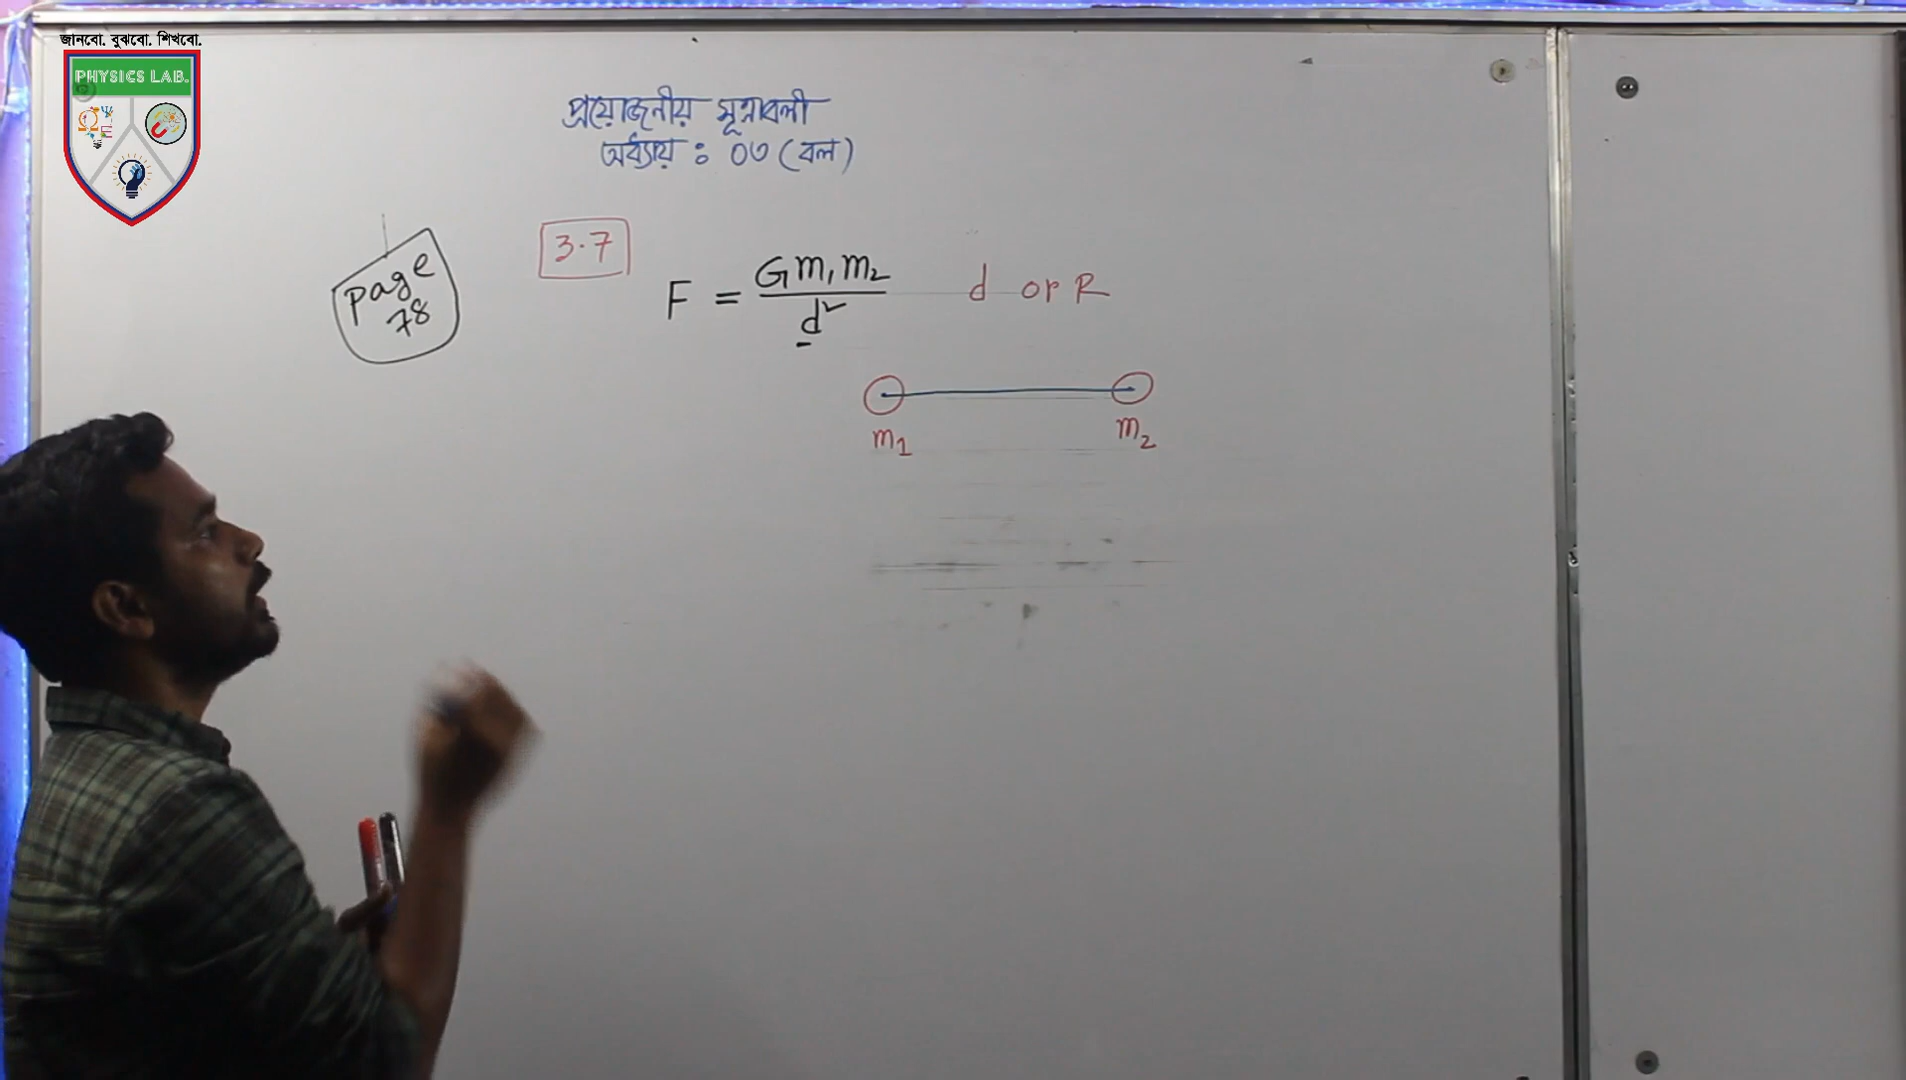 জানবো. বুঝবো. শিখবো.
PHYSICS LAB.
প্রয়োজনীয় সূত্রাবলী
অধ্যায় : ০৩ (বল)
page
78
3.7
F = Gm₁m₂ / d² d or R
m₁ m₂